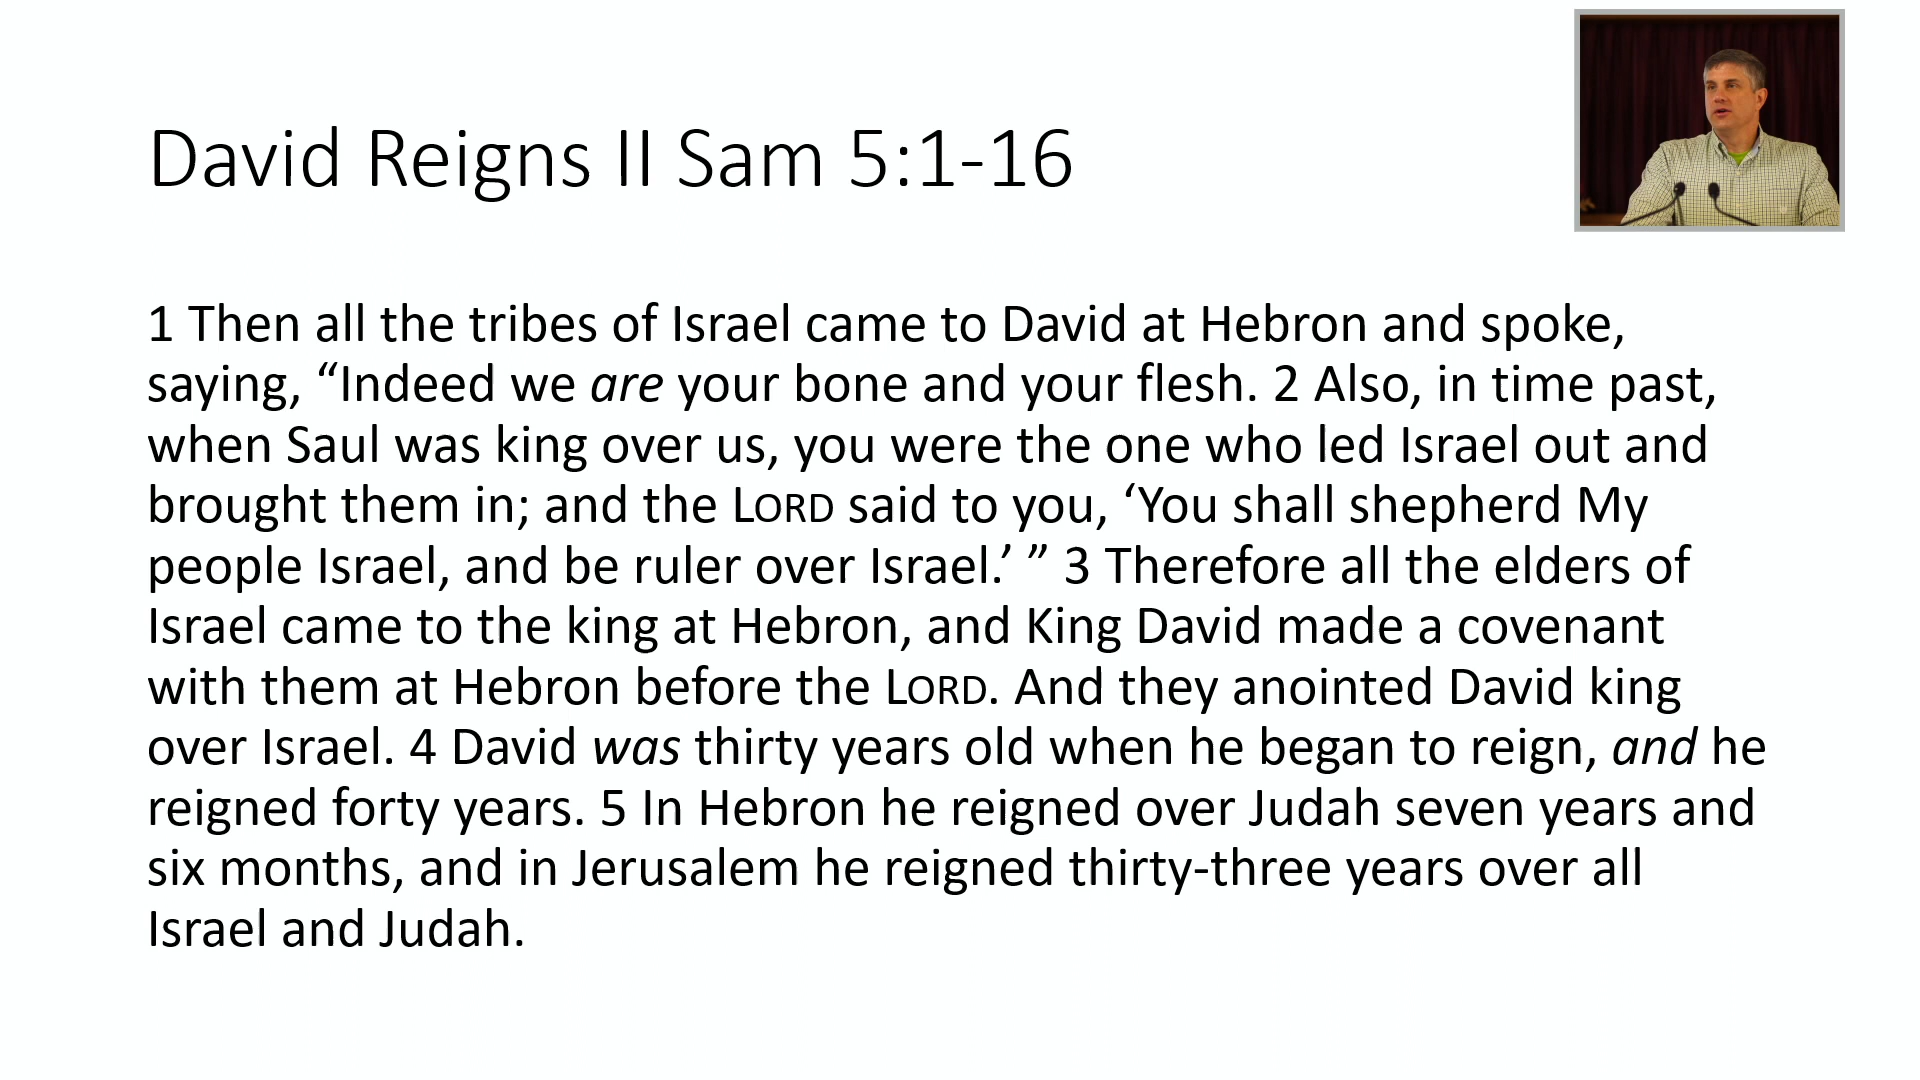 David Reigns II Sam 5:1-16
1 Then all the tribes of Israel came to David at Hebron and spoke,
saying, “Indeed we are your bone and your flesh. 2 Also, in time past,
when Saul was king over us, you were the one who led Israel out and
brought them in; and the LORD said to you, ‘You shall shepherd My
people Israel, and be ruler over Israel.’ ” 3 Therefore all the elders of
Israel came to the king at Hebron, and King David made a covenant
with them at Hebron before the LORD. And they anointed David king
over Israel. 4 David was thirty years old when he began to reign, and he
reigned forty years. 5 In Hebron he reigned over Judah seven years and
six months, and in Jerusalem he reigned thirty-three years over all
Israel and Judah.